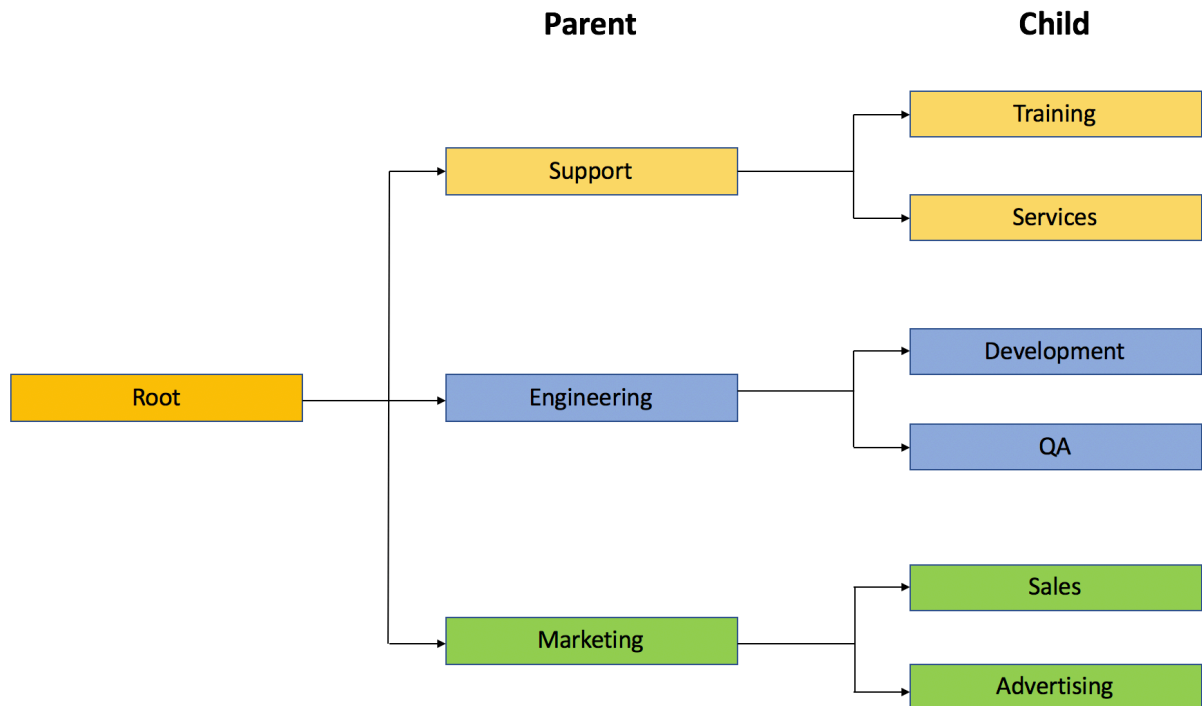 Parent
Child
Training
Support
Services
Development
Root
Engineering
QA
Sales
Marketing
Advertising